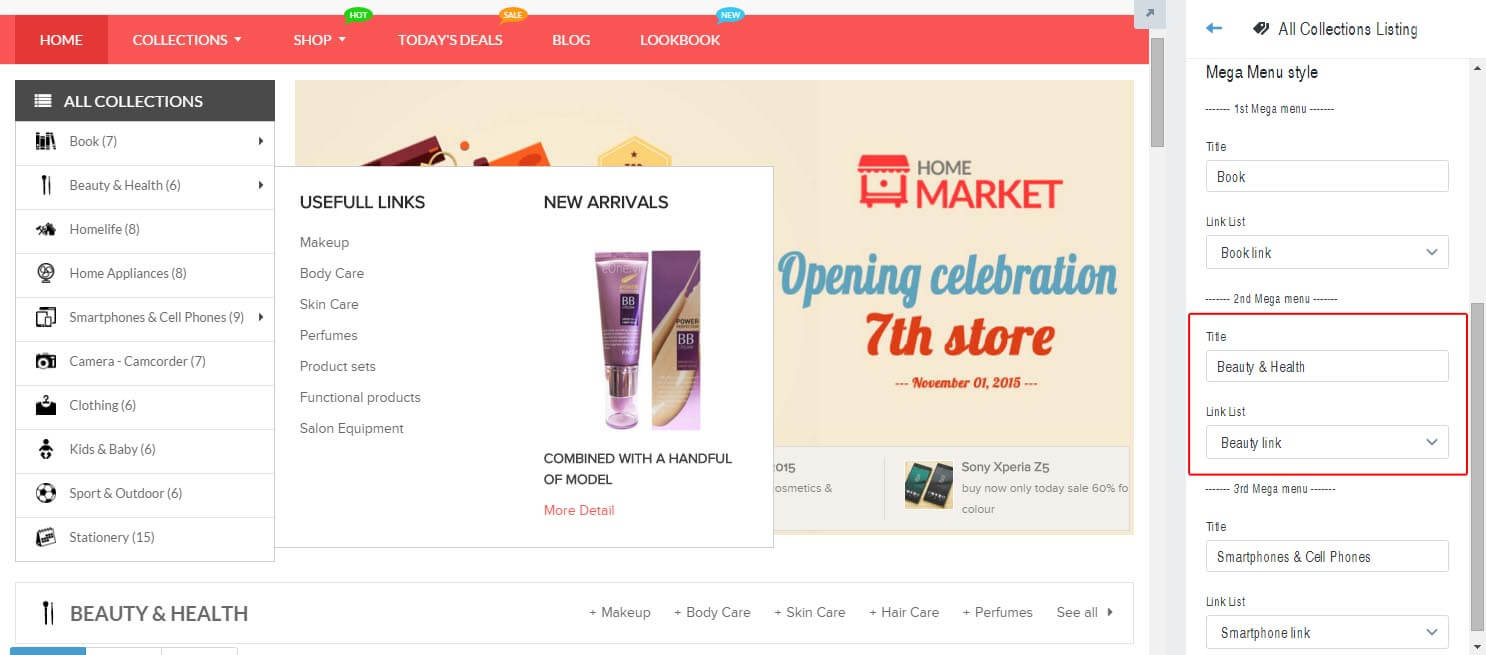 HOT
SALE
NEW
HOME
COLLECTIONS
SHOP
TODAY'S DEALS
BLOG
LOOKBOOK
ALL COLLECTIONS
Book (7)
Beauty & Health (6)
Homelife (8)
Home Appliances (8)
Smartphones & Cell Phones (9)
Camera - Camcorder (7)
Clothing (6)
Kids & Baby (6)
Sport & Outdoor (6)
Stationery (15)
USEFULL LINKS
Makeup
Body Care
Skin Care
Perfumes
Product sets
Functional products
Salon Equipment
NEW ARRIVALS
POWER
BB
POWER
BB
COMBINED WITH A HANDFUL
OF MODEL
More Detail
HOME
MARKET
Opening celebration
7th store
--- November 01, 2015 ---
2015
osmetics &
Sony Xperia Z5
buy now only today sale 60% fo
colour
BEAUTY & HEALTH
+ Makeup
+ Body Care
+ Skin Care
+ Hair Care
+ Perfumes
See all
All Collections Listing
Mega Menu style
------- 1st Mega menu -------
Title
Book
Link List
Book link
------- 2nd Mega menu -------
Title
Beauty & Health
Link List
Beauty link
------- 3rd Mega menu -------
Title
Smartphones & Cell Phones
Link List
Smartphone link